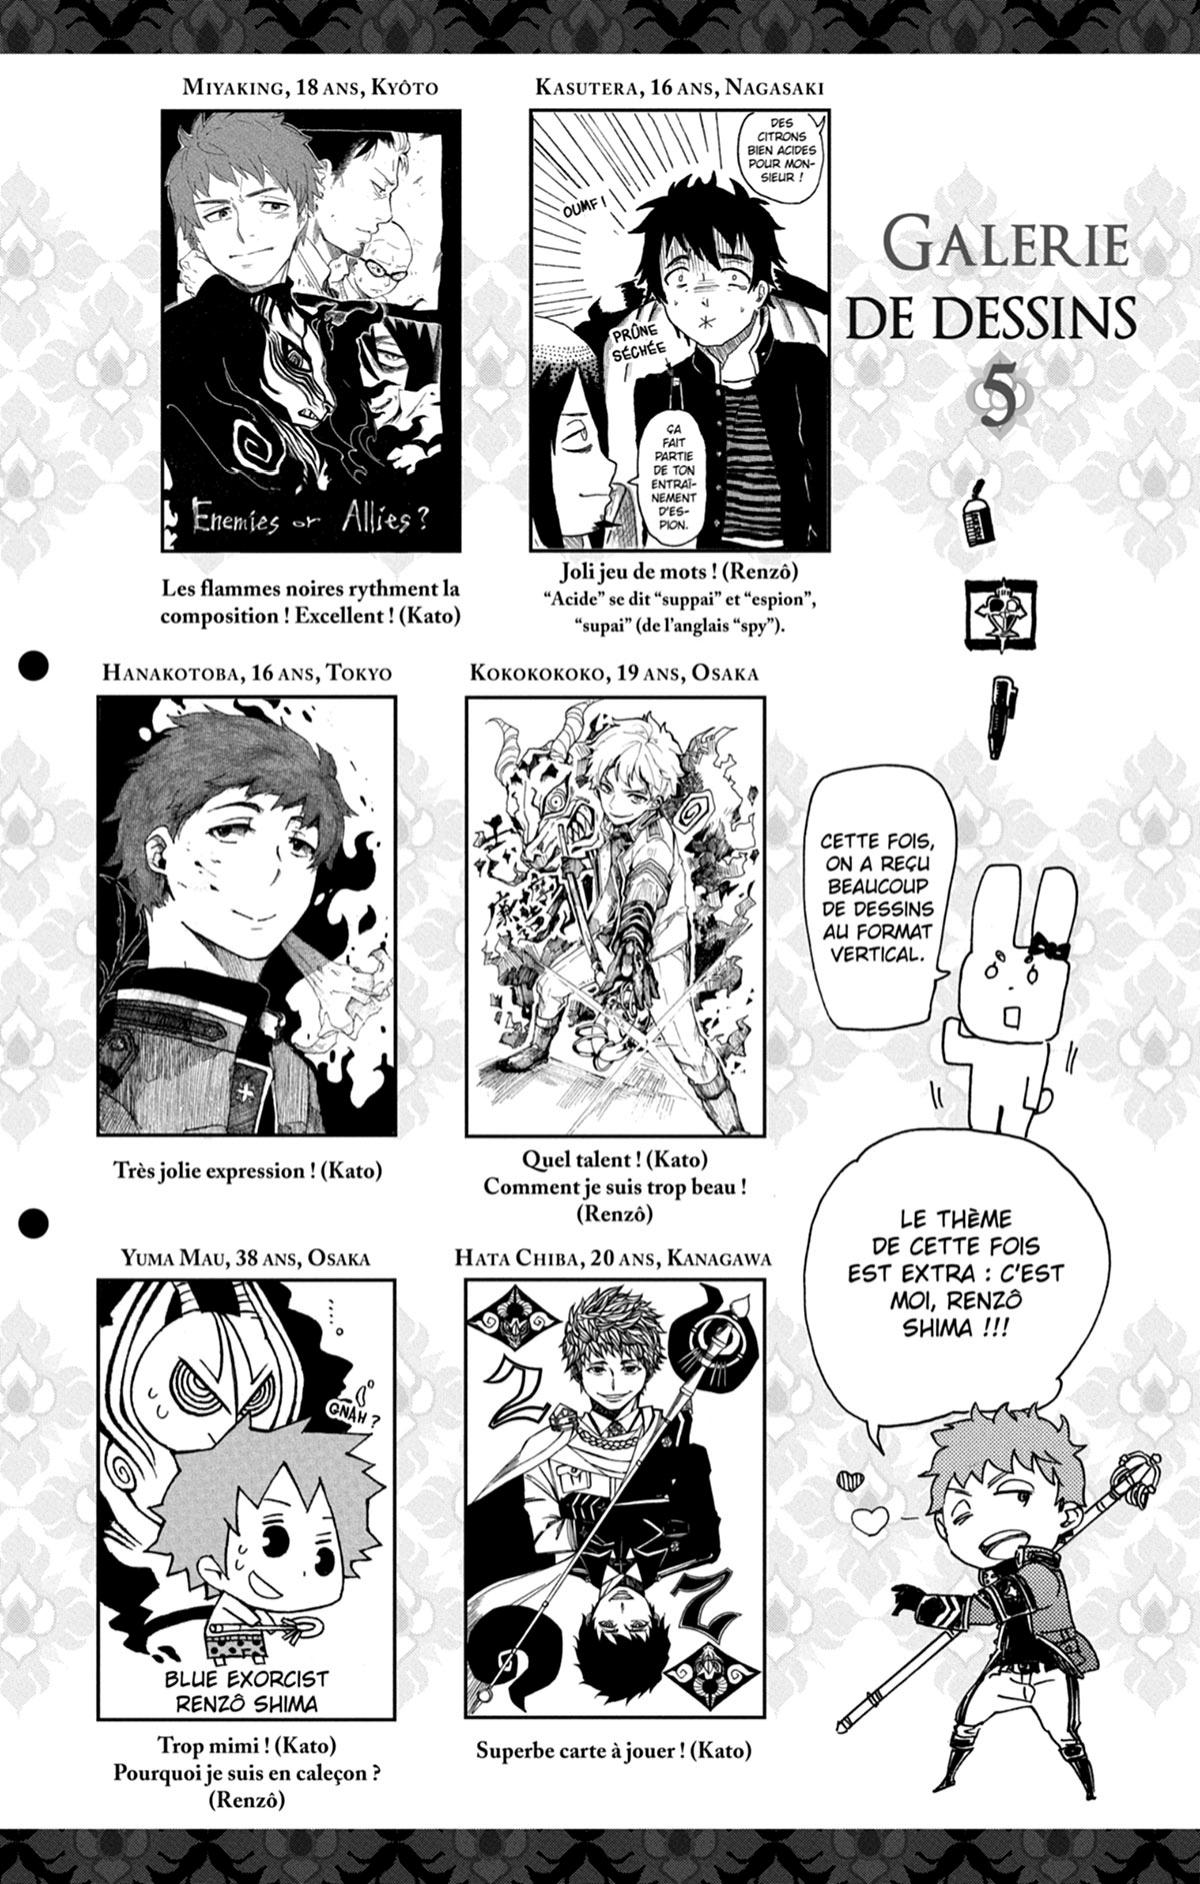 GALERIE
DE DESSINS
5
MIYAKING, 18 ANS, KYÔTO
Enemies or Allies?
Les flammes noires rythment la
composition ! Excellent ! (Kato)
KASUTERA, 16 ANS, NAGASAKI
DES
CITRONS
BIEN ACIDES
POUR MON-
SIEUR !
OUMF !
PRÛNE
SÉCHÉE
ÇA
FAIT
PARTIE
DE TON
ENTRAÎ-
NEMENT
D'ES-
PION.
Joli jeu de mots ! (Renzô)
“Acide” se dit “suppai” et “espion”,
“supai” (de l'anglais “spy”).
HANAKOTOBA, 16 ANS, TOKYO
Très jolie expression ! (Kato)
KOKOKOKOKO, 19 ANS, OSAKA
Quel talent ! (Kato)
Comment je suis trop beau !
(Renzô)
CETTE FOIS,
ON A REÇU
BEAUCOUP
DE DESSINS
AU FORMAT
VERTICAL.
LE THÈME
DE CETTE FOIS
EST EXTRA : C'EST
MOI, RENZÔ
SHIMA !!!
YUMA MAU, 38 ANS, OSAKA
GNAH ?
BLUE EXORCIST
RENZÔ SHIMA
Trop mimi ! (Kato)
Pourquoi je suis en caleçon ?
(Renzô)
HATA CHIBA, 20 ANS, KANAGAWA
2
2
Superbe carte à jouer ! (Kato)